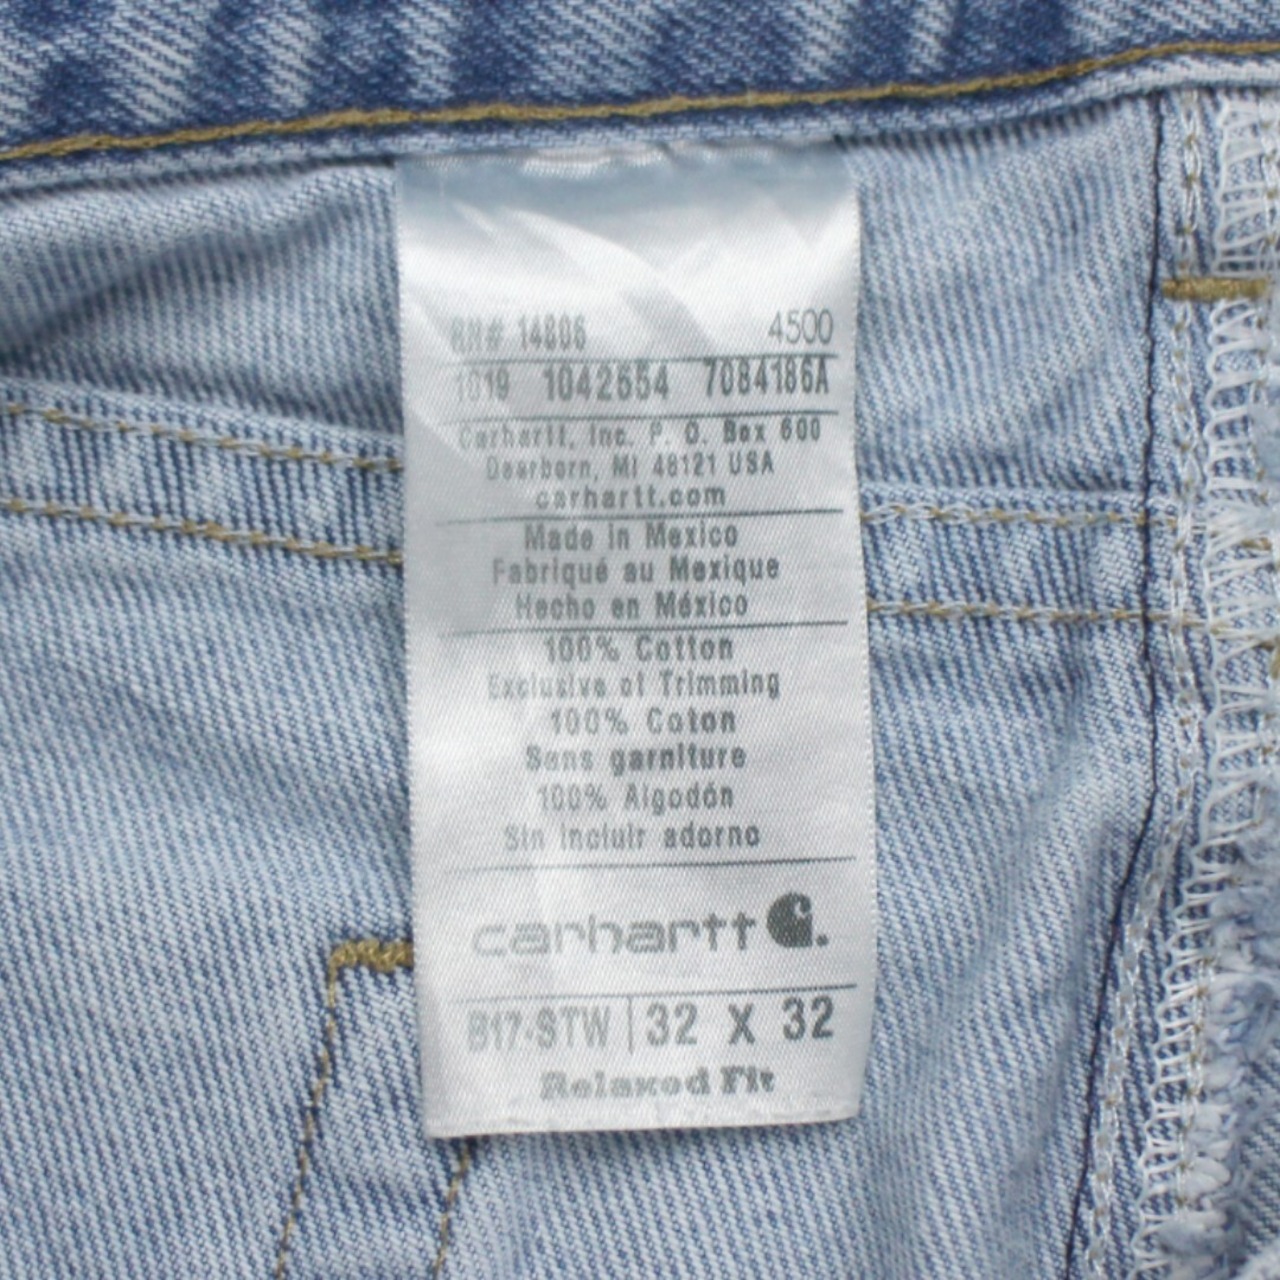 RN# 14806 4500
1019 1042654 7084186A
Carhartt, Inc. P. O. Box 600
Dearborn, MI 48121 USA
carhartt.com
Made in Mexico
Fabriqué au Mexique
Hecho en México
100% Cotton
Exclusive of Trimming
100% Coton
Sans garniture
100% Algodón
Sin incluir adorno
carhartt
B17-STW | 32 X 32
Relaxed Fit